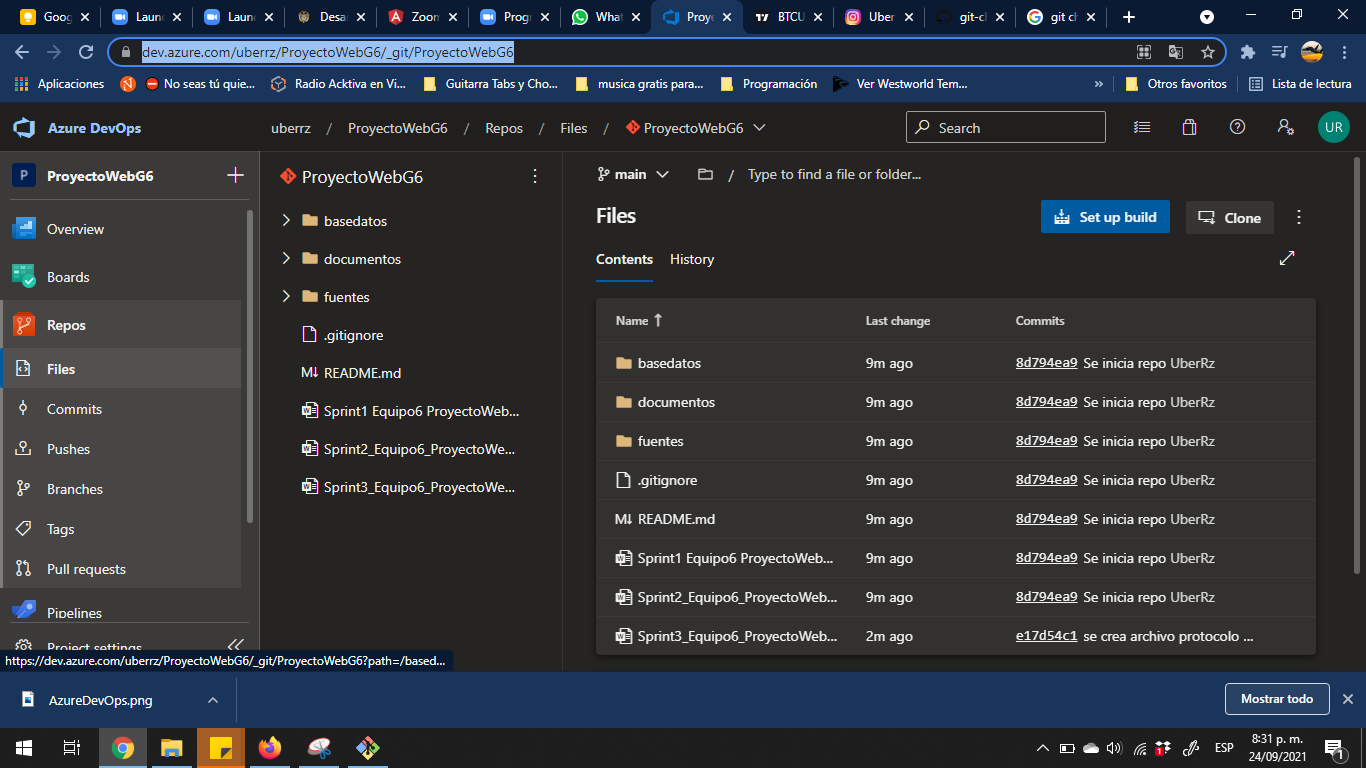 Goog
Laun
Laun
Desar
Zoom
Prog
What
Proye
BTCU
Uber
git-cl
git ch
dev.azure.com/uberrz/ProyectoWebG6/_git/ProyectoWebG6
Aplicaciones
No seas tú quie...
Radio Acktiva en Vi...
Guitarra Tabs y Cho...
musica gratis para...
Programación
Ver Westworld Tem...
»
Otros favoritos
Lista de lectura
Azure DevOps
uberrz / ProyectoWebG6 / Repos / Files / ProyectoWebG6
Search
UR
P ProyectoWebG6
Overview
Boards
Repos
Files
Commits
Pushes
Branches
Tags
Pull requests
Pipelines
Project settings
https://dev.azure.com/uberrz/ProyectoWebG6/_git/ProyectoWebG6?path=/based...
ProyectoWebG6
basedatos
documentos
fuentes
.gitignore
README.md
Sprint1 Equipo6 ProyectoWeb...
Sprint2_Equipo6_ProyectoWe...
Sprint3_Equipo6_ProyectoWe...
main / Type to find a file or folder...
Files
Set up build
Clone
Contents History
Name Last change Commits
basedatos 9m ago 8d794ea9 Se inicia repo UberRz
documentos 9m ago 8d794ea9 Se inicia repo UberRz
fuentes 9m ago 8d794ea9 Se inicia repo UberRz
.gitignore 9m ago 8d794ea9 Se inicia repo UberRz
README.md 9m ago 8d794ea9 Se inicia repo UberRz
Sprint1 Equipo6 ProyectoWeb... 9m ago 8d794ea9 Se inicia repo UberRz
Sprint2_Equipo6_ProyectoWeb... 9m ago 8d794ea9 Se inicia repo UberRz
Sprint3_Equipo6_ProyectoWeb... 2m ago e17d54c1 se crea archivo protocolo ...
AzureDevOps.png
Mostrar todo
ESP
8:31 p. m.
24/09/2021
1